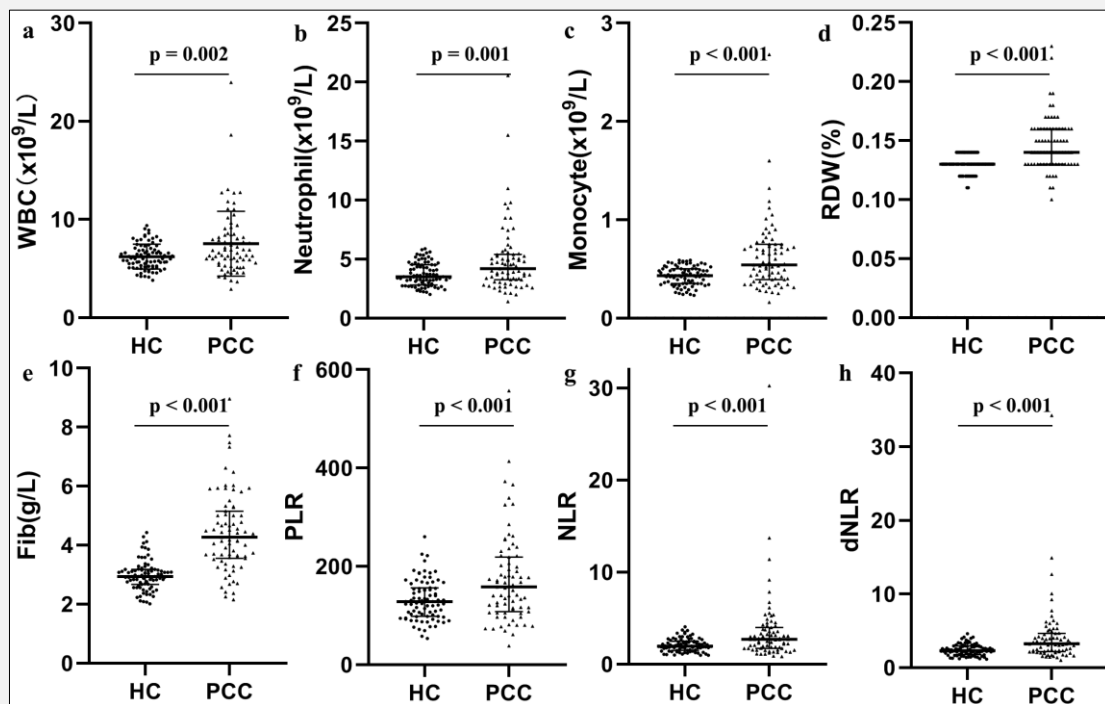 a
WBC(x10⁹/L)
30
20
10
0
p = 0.002
HC PCC
b
Neutrophil(x10⁹/L)
25
20
15
10
5
0
p = 0.001
HC PCC
c
Monocyte(x10⁹/L)
3
2
1
0
p < 0.001
HC PCC
d
RDW(%)
0.25
0.20
0.15
0.10
0.05
0.00
p < 0.001
HC PCC
e
Fib(g/L)
10
8
6
4
2
0
p < 0.001
HC PCC
f
PLR
600
400
200
0
p < 0.001
HC PCC
g
NLR
30
20
10
0
p < 0.001
HC PCC
h
dNLR
40
30
20
10
0
p < 0.001
HC PCC